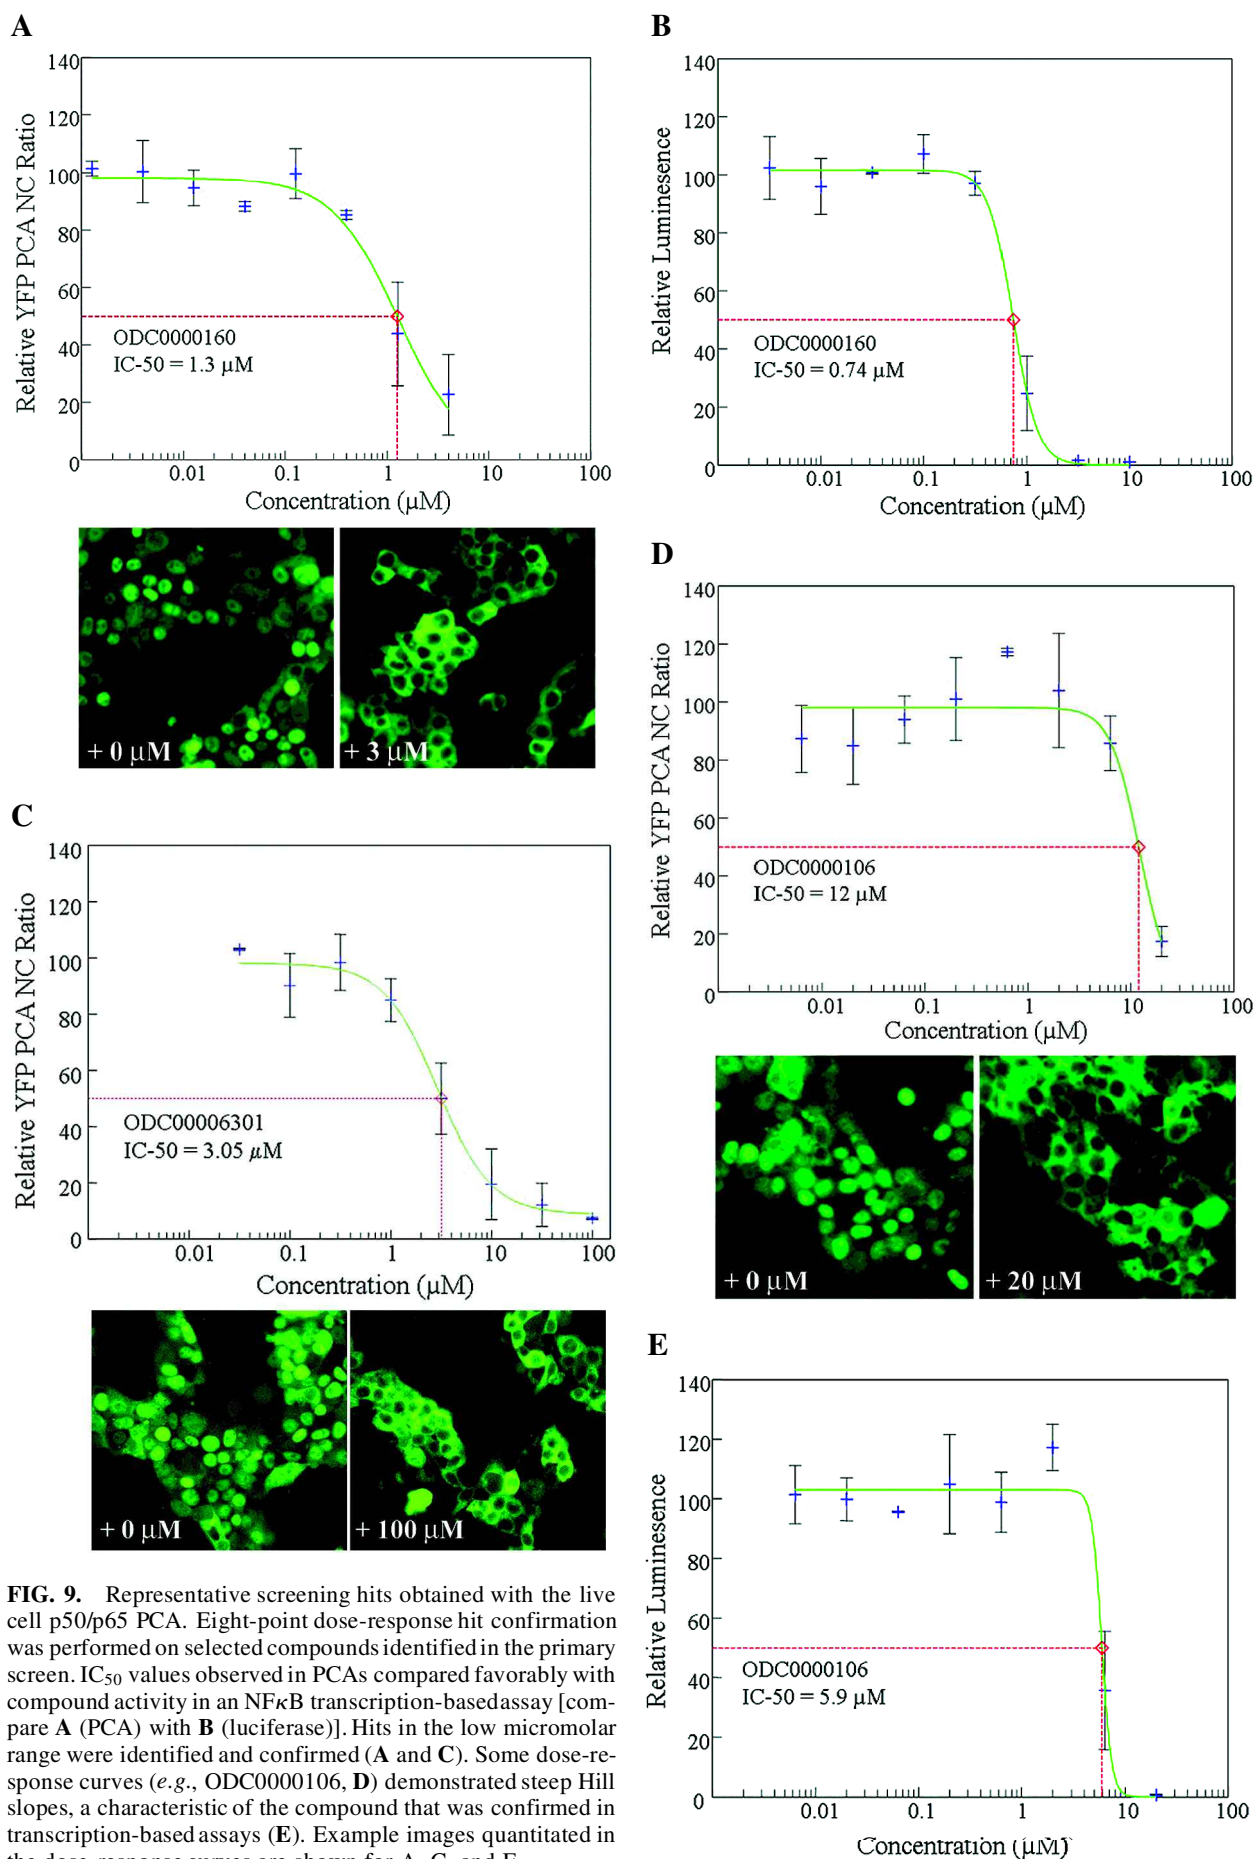 A
140
120
100
80
60
40
20
0
Relative YFP PCA NC Ratio
ODC0000160
IC-50 = 1.3 µM
0.01 0.1 1 10 100
Concentration (µM)
+ 0 µM
+ 3 µM
B
140
120
100
80
60
40
20
0
Relative Luminesence
ODC0000160
IC-50 = 0.74 µM
0.01 0.1 1 10 100
Concentration (µM)
C
140
120
100
80
60
40
20
0
Relative YFP PCA NC Ratio
ODC00006301
IC-50 = 3.05 µM
0.01 0.1 1 10 100
Concentration (µM)
+ 0 µM
+ 100 µM
D
140
120
100
80
60
40
20
0
Relative YFP PCA NC Ratio
ODC0000106
IC-50 = 12 µM
0.01 0.1 1 10 100
Concentration (µM)
+ 0 µM
+ 20 µM
E
140
120
100
80
60
40
20
0
Relative Luminesence
ODC0000106
IC-50 = 5.9 µM
0.01 0.1 1 10 100
Concentration (µM)
FIG. 9. Representative screening hits obtained with the live
cell p50/p65 PCA. Eight-point dose-response hit confirmation
was performed on selected compounds identified in the primary
screen. IC50 values observed in PCAs compared favorably with
compound activity in an NFκB transcription-based assay [com-
pare A (PCA) with B (luciferase)]. Hits in the low micromolar
range were identified and confirmed (A and C). Some dose-re-
sponse curves (e.g., ODC0000106, D) demonstrated steep Hill
slopes, a characteristic of the compound that was confirmed in
transcription-based assays (E). Example images quantitated in
the dose-response curves are shown for A, C, and E.